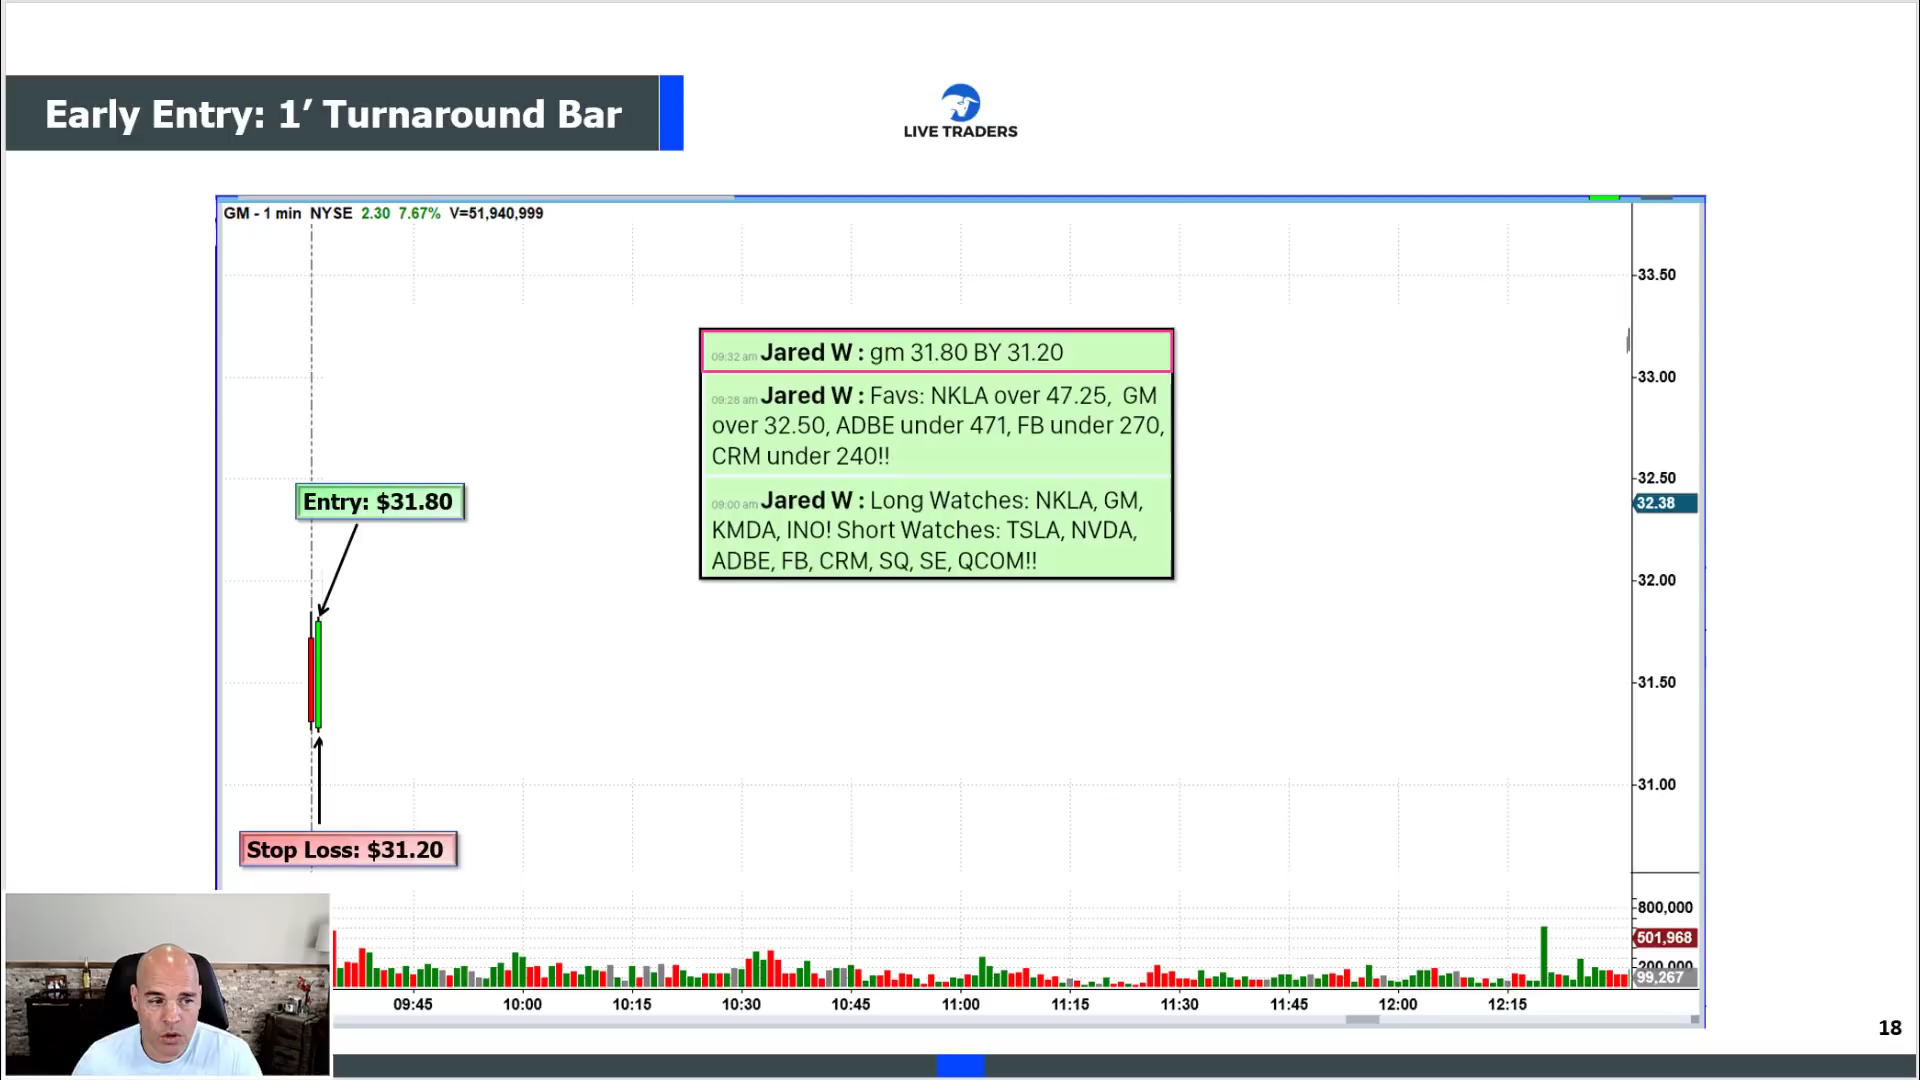 Early Entry: 1’ Turnaround Bar
LIVE TRADERS
GM - 1 min NYSE 2.30 7.67% V=51,940,999
33.50
09:32 am Jared W : gm 31.80 BY 31.20
33.00
09:28 am Jared W : Favs: NKLA over 47.25, GM
over 32.50, ADBE under 471, FB under 270,
CRM under 240!!
32.50
Entry: $31.80
09:00 am Jared W : Long Watches: NKLA, GM,
32.38
KMDA, INO! Short Watches: TSLA, NVDA,
ADBE, FB, CRM, SQ, SE, QCOM!!
32.00
31.50
31.00
Stop Loss: $31.20
800,000
501,968
99,267
09:45 10:00 10:15 10:30 10:45 11:00 11:15 11:30 11:45 12:00 12:15
18